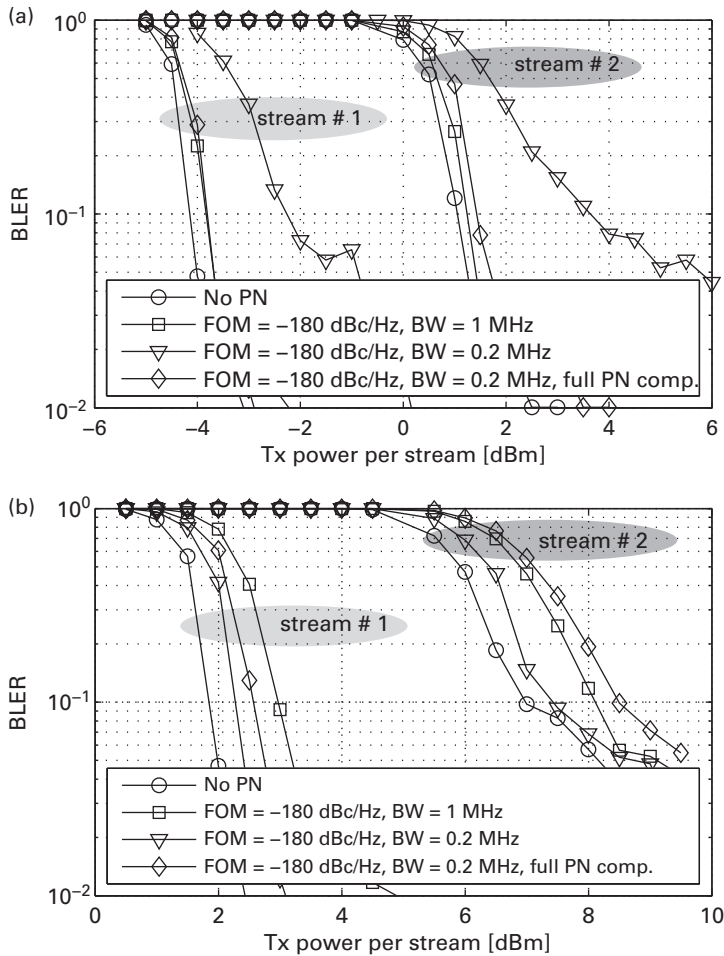 (a)
10⁰
stream # 2
stream # 1
BLER
10⁻¹
No PN
FOM = –180 dBc/Hz, BW = 1 MHz
FOM = –180 dBc/Hz, BW = 0.2 MHz
FOM = –180 dBc/Hz, BW = 0.2 MHz, full PN comp.
10⁻²
–6 –4 –2 0 2 4 6
Tx power per stream [dBm]
(b)
10⁰
stream # 2
stream # 1
BLER
10⁻¹
No PN
FOM = –180 dBc/Hz, BW = 1 MHz
FOM = –180 dBc/Hz, BW = 0.2 MHz
FOM = –180 dBc/Hz, BW = 0.2 MHz, full PN comp.
10⁻²
0 2 4 6 8 10
Tx power per stream [dBm]